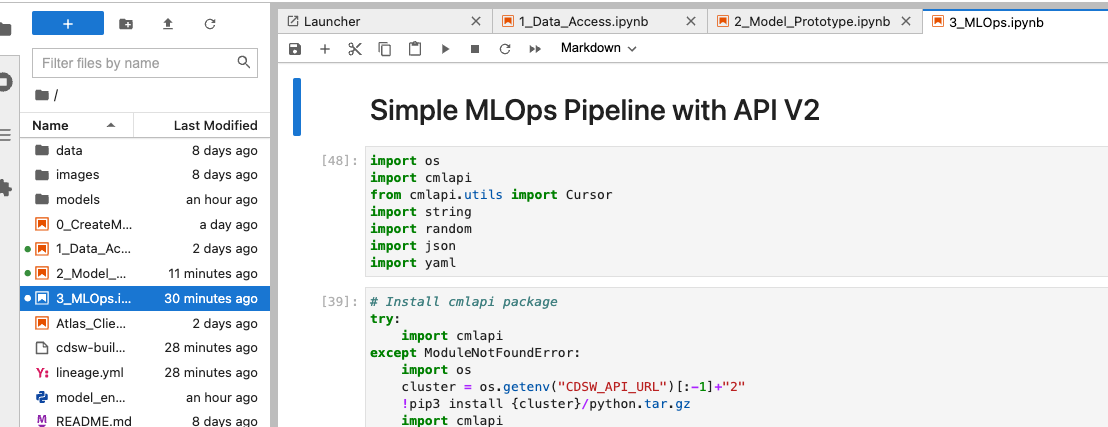 Launcher
1_Data_Access.ipynb
2_Model_Prototype.ipynb
3_MLOps.ipynb
Markdown
Filter files by name
/
Name Last Modified
data 8 days ago
images 8 days ago
models an hour ago
0_CreateM... a day ago
1_Data_Ac... 2 days ago
2_Model_... 11 minutes ago
3_MLOps.i... 30 minutes ago
Atlas_Clie... 2 days ago
cdsw-buil... 28 minutes ago
Y: lineage.yml 28 minutes ago
model_en... an hour ago
M README.md 8 days ago
Simple MLOps Pipeline with API V2
[48]: import os
import cmlapi
from cmlapi.utils import Cursor
import string
import random
import json
import yaml
[39]: # Install cmlapi package
try:
    import cmlapi
except ModuleNotFoundError:
    import os
    cluster = os.getenv("CDSW_API_URL")[:-1]+"2"
    !pip3 install {cluster}/python.tar.gz
    import cmlapi